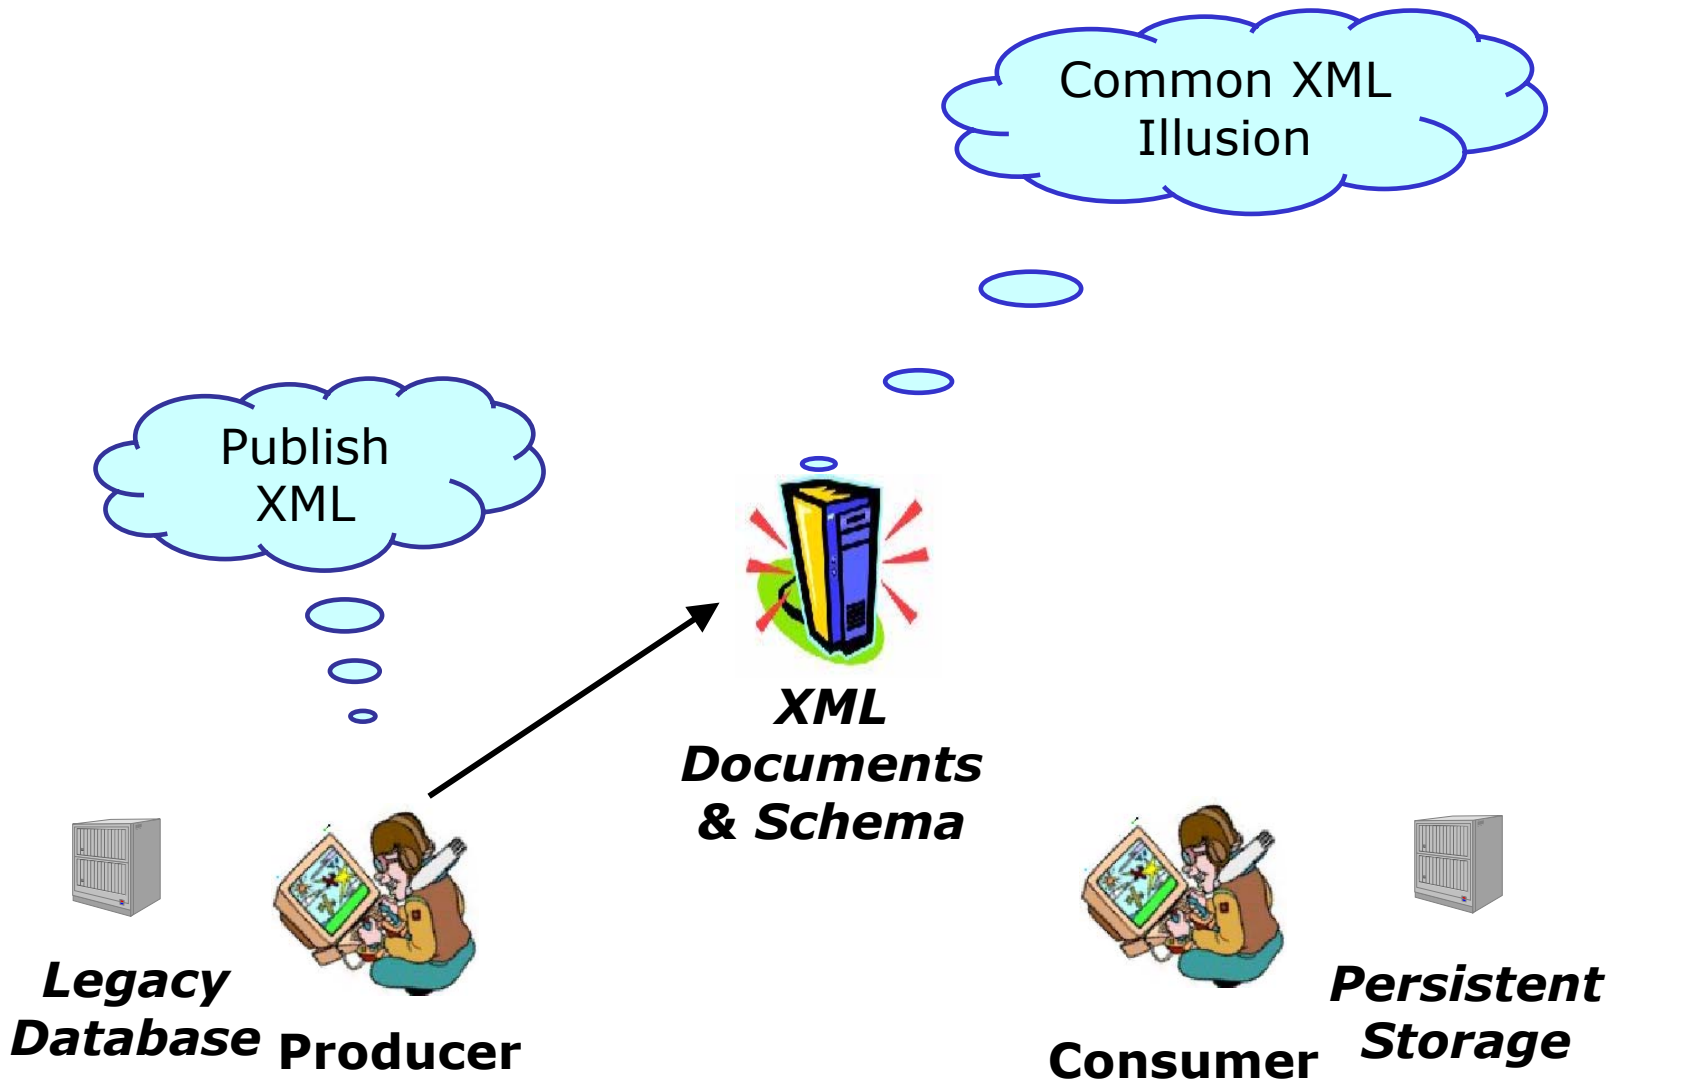 Common XML
Illusion
Publish
XML
XML
Documents
& Schema
Legacy
Database
Producer
Consumer
Persistent
Storage